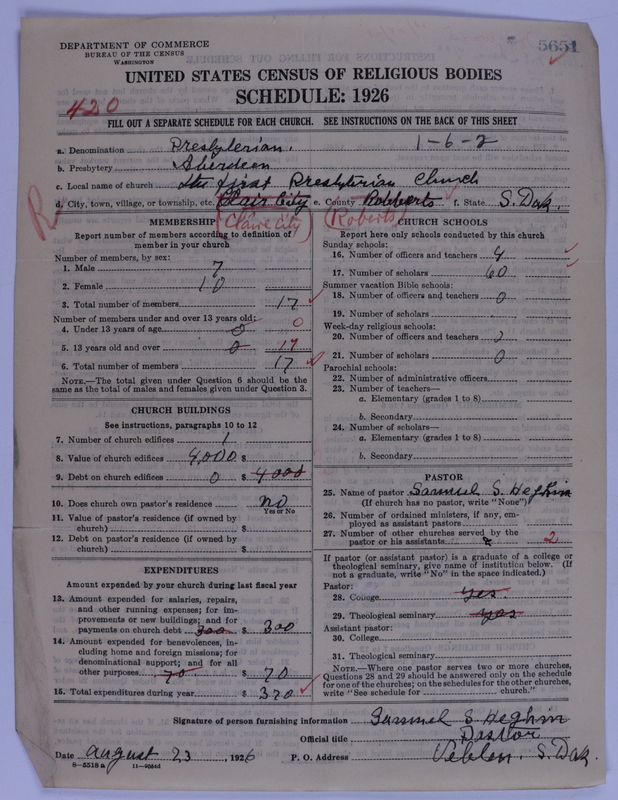 DEPARTMENT OF COMMERCE
BUREAU OF THE CENSUS
WASHINGTON
5651
UNITED STATES CENSUS OF RELIGIOUS BODIES
SCHEDULE: 1926
420
FILL OUT A SEPARATE SCHEDULE FOR EACH CHURCH. SEE INSTRUCTIONS ON THE BACK OF THIS SHEET
a. Denomination Presbyterian. 1-6-2
b. Presbytery Aberdeen
c. Local name of church the first Presbyterian Church
d. City, town, village, or township, etc. Clair City e. County Robberts f. State S. Dak.
R (Claire City) (Roberts)
MEMBERSHIP
Report number of members according to definition of
member in your church
Number of members, by sex:
1. Male 7
2. Female 10
3. Total number of members 17
Number of members under and over 13 years old:
4. Under 13 years of age 0 0
5. 13 years old and over 0 17
6. Total number of members 17
NOTE.—The total given under Question 6 should be the
same as the total of males and females given under Question 3.
CHURCH BUILDINGS
See instructions, paragraphs 10 to 12
7. Number of church edifices 1
8. Value of church edifices 4,000 $
9. Debt on church edifices 0 $ 4000
10. Does church own pastor's residence no
Yes or No
11. Value of pastor's residence (if owned by
church) $
12. Debt on pastor's residence (if owned by
church) $
EXPENDITURES
Amount expended by your church during last fiscal year
13. Amount expended for salaries, repairs,
and other running expenses; for im-
provements or new buildings; and for
payments on church debt 300 $ 300
14. Amount expended for benevolences, in-
cluding home and foreign missions; for
denominational support; and for all
other purposes 70. $ 70
15. Total expenditures during year $ 370
CHURCH SCHOOLS
Report here only schools conducted by this church
Sunday schools:
16. Number of officers and teachers 4
17. Number of scholars 60
Summer vacation Bible schools:
18. Number of officers and teachers 0
19. Number of scholars
Week-day religious schools:
20. Number of officers and teachers
21. Number of scholars 0
Parochial schools:
22. Number of administrative officers
23. Number of teachers—
a. Elementary (grades 1 to 8)
b. Secondary
24. Number of scholars—
a. Elementary (grades 1 to 8)
b. Secondary
PASTOR
25. Name of pastor Samuel S. Heghin
(If church has no pastor, write "None")
26. Number of ordained ministers, if any, em-
ployed as assistant pastors
27. Number of other churches served by the
pastor or his assistants 2
If pastor (or assistant pastor) is a graduate of a college or
theological seminary, give name of institution below. (If
not a graduate, write "No" in the space indicated.)
Pastor:
28. College yes
29. Theological seminary yes
Assistant pastor:
30. College
31. Theological seminary
NOTE.—Where one pastor serves two or more churches,
Questions 28 and 29 should be answered only on the schedule
for one of the churches; on the schedules for the other churches,
write "See schedule for church."
Signature of person furnishing information Samuel S. Heghin
Official title Pastor
Date August 23, 1926 P. O. Address Veblen, S. Dak.
8—5518a